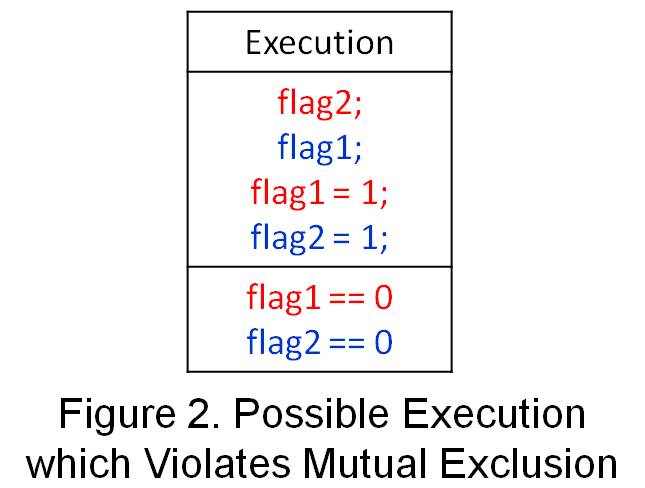 Execution
flag2;
flag1;
flag1 = 1;
flag2 = 1;
flag1 == 0
flag2 == 0
Figure 2. Possible Execution
which Violates Mutual Exclusion